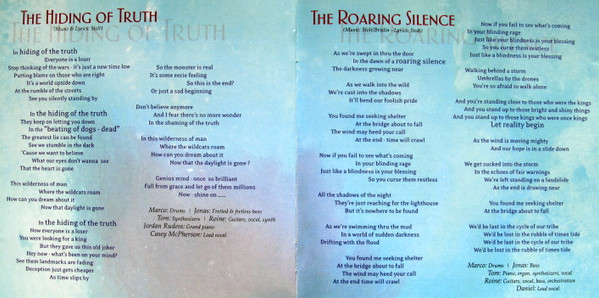 The Hiding of Truth
(Music & Lyrics: Stolt)
In hiding of the truth
Everyone is a loser
Stop thinking of the wars - it's just a new time low
Putting blame on those who are right
It's a world upside down
At the rumble of the streets
See you silently standing by
In the hiding of the truth
They keep on letting you down
In the "beating of dogs - dead"
The greatest lie can be found
See we stumble in the dark
'Cause we want to believe
What our eyes don't wanna see
That the heart is gone
This wilderness of man
Where the wildcats roam
How can you dream about it
Now that daylight is gone
In the hiding of the truth
Now everyone is a loser
You were looking for a king
But they gave us this old joker
Hey now - what's been on your mind?
See them landmarks are fading
Deception just gets cheaper
As time slips by
So the monster is real
It's some eerie feeling
So this is the end?
Or just a sad beginning
Don't believe anymore
And I fear there's no more wonder
In the shaming of the truth
In this wilderness of man
Where the wildcats roam
How can you dream about it
Now that the daylight is gone ?
Genius mind - once so brilliant
Fall from grace and let go of them millions
Now - shine on .....
Marco: Drums | Jonas: Fretted & fretless bass
Tom: Synthesizers | Roine: Guitars, vocal, synth
Jordan Rudess: Grand piano
Casey McPherson: Lead vocal
The Roaring Silence
As we're swept in thru the door
In the dawn of a roaring silence
The darkness growing near
As we walk into the wild
We're cast into the shadows
It'll bend our foolish pride
You found me seeking shelter
At the bridge about to fall
The wind may heed your call
At the end - time will crawl
Now if you fail to see what's coming
In your blinding rage
Just like a blindness is your blessing
So you curse them restless
All the shadows of the night
They're just reaching for the lighthouse
But it's nowhere to be found
As we're swimming thru the mud
In a world of sudden darkness
Drifting with the flood
You found me seeking shelter
At the bridge about to fall
The wind may heed your call
At the end time will crawl
Now if you fail to see what's coming
In your blinding rage
Just like your blindness is your blessing
So you curse them restless
Just like a blindness is your blessing
Walking behind a storm
Umbrellas by the drones
You're so afraid to walk alone
And you're standing close to those who were the kings
And you stand up to those bright and shiny things
And you stand up to those kings who were once kings
Let reality begin
As the wind is moving mighty
And our hope is in a slide down
We get sucked into the storm
In the echoes of fair warnings
We're left standing on a landslide
As the end is drowing near
You found me seeking shelter
At the bridge about to fall
We'd be lost in the cycle of our tribe
We'd be lost in the rubble of times tide
We'd be lost in the cycle of our tribe
We'd be lost in the rubble of times tide
Marco: Drums | Jonas: Bass
Tom: Piano, organ, synthesizers, vocal
Roine: Guitars, vocal, bass, orchestration
Daniel: Lead vocal